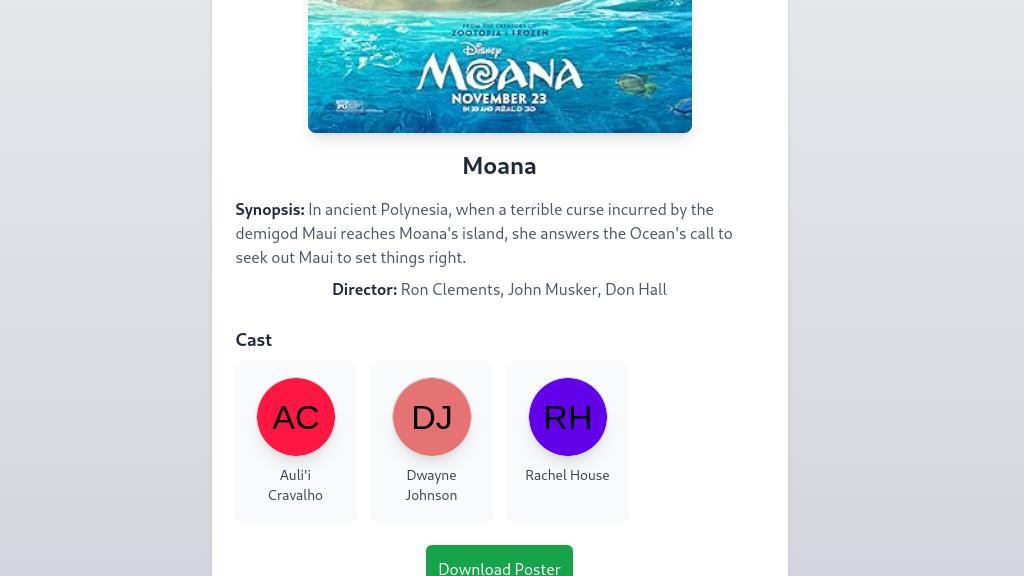 FROM THE CREATORS OF
ZOOTOPIA & FROZEN
Disney
MOANA
NOVEMBER 23
IN 3D AND REAL D 3D
PG
Moana
Synopsis: In ancient Polynesia, when a terrible curse incurred by the
demigod Maui reaches Moana's island, she answers the Ocean's call to
seek out Maui to set things right.
Director: Ron Clements, John Musker, Don Hall
Cast
AC
DJ
RH
Auli'i
Cravalho
Dwayne
Johnson
Rachel House
Download Poster